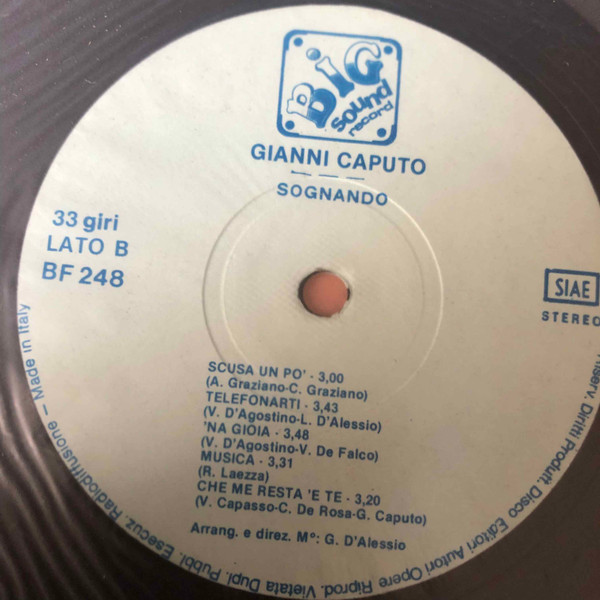 BIG
sound
record
GIANNI CAPUTO
SOGNANDO
33 giri
LATO B
BF 248
SIAE
STEREO
SCUSA UN PO' - 3,00
(A. Graziano-C. Graziano)
TELEFONARTI - 3,43
(V. D'Agostino-L. D'Alessio)
'NA GIOIA - 3,48
(V. D'Agostino-V. De Falco)
MUSICA - 3,31
(R. Laezza)
CHE ME RESTA 'E TE - 3,20
(V. Capasso-C. De Rosa-G. Caputo)
Arrang. e direz. M°: G. D'Alessio
Riserv. Diritti Produtt. Disco Editori Autori Opere Riprod. Vietata Dupl. Pubbl. Esecuz. Radiodiffusione — Made in Italy